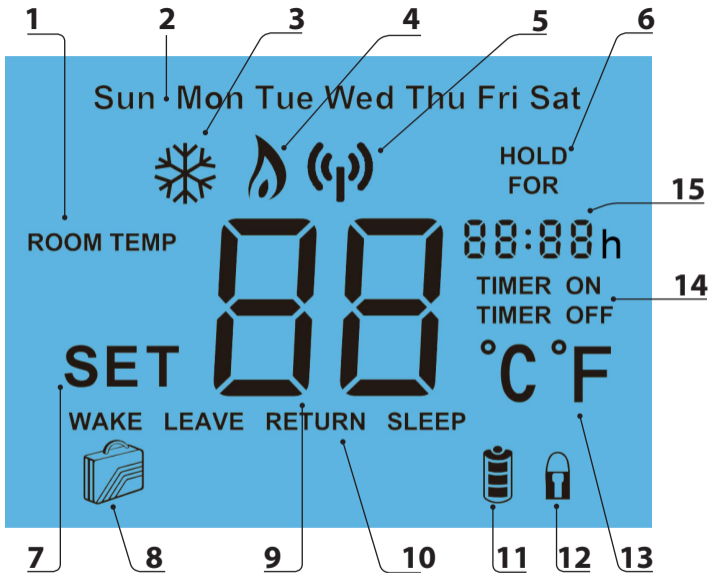 1 2 3 4 5 6
Sun Mon Tue Wed Thu Fri Sat
HOLD
FOR
15
ROOM TEMP 88 88:88h
TIMER ON 14
TIMER OFF
SET °C °F
WAKE LEAVE RETURN SLEEP
7 8 9 10 11 12 13